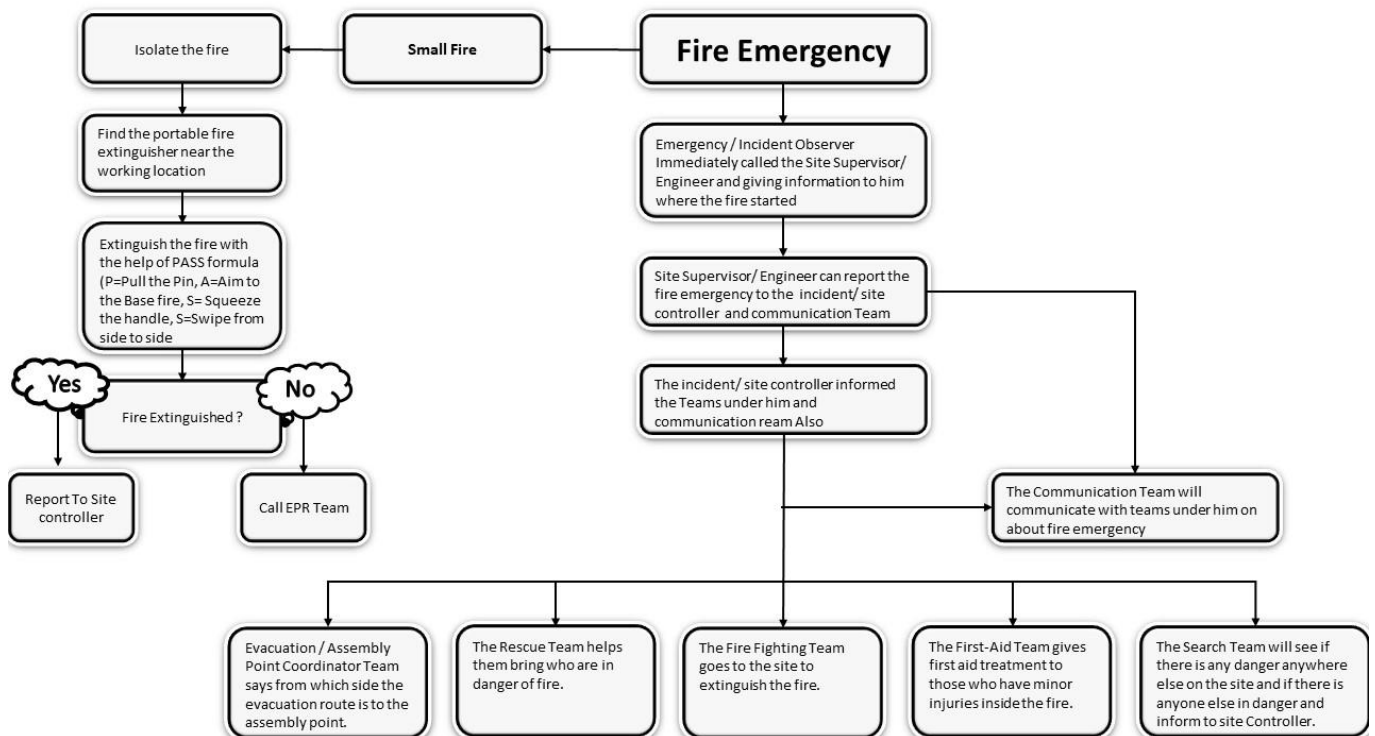 Isolate the fire
Small Fire
Fire Emergency
Find the portable fire
extinguisher near the
working location
Emergency / Incident Observer
Immediately called the Site Supervisor/
Engineer and giving information to him
where the fire started
Extinguish the fire with
the help of PASS formula
(P=Pull the Pin, A=Aim to
the Base fire, S= Squeeze
the handle, S=Swipe from
side to side
Site Supervisor/ Engineer can report the
fire emergency to the incident/ site
controller and communication Team
Yes
No
Fire Extinguished ?
The incident/ site controller informed
the Teams under him and
communication ream Also
Report To Site
controller
Call EPR Team
The Communication Team will
communicate with teams under him on
about fire emergency
Evacuation / Assembly
Point Coordinator Team
says from which side the
evacuation route is to the
assembly point.
The Rescue Team helps
them bring who are in
danger of fire.
The Fire Fighting Team
goes to the site to
extinguish the fire.
The First-Aid Team gives
first aid treatment to
those who have minor
injuries inside the fire.
The Search Team will see if
there is any danger anywhere
else on the site and if there is
anyone else in danger and
inform to site Controller.